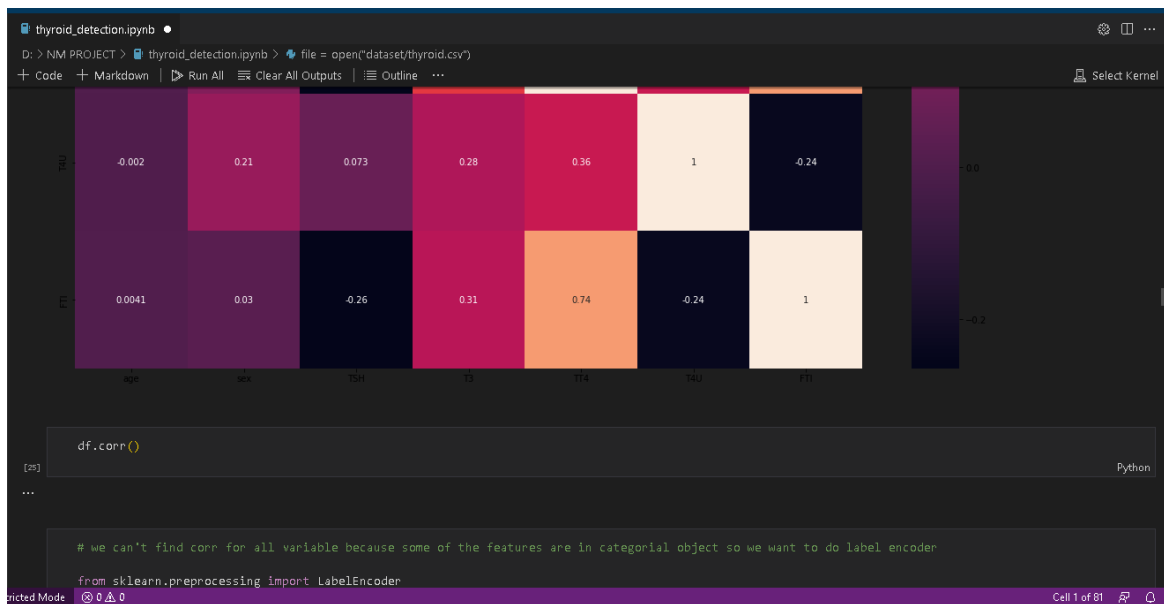 thyroid_detection.ipynb
D: > NM PROJECT > thyroid_detection.ipynb > file = open("dataset/thyroid.csv")
+ Code + Markdown | Run All Clear All Outputs | Outline ... Select Kernel
T4U -0.002 0.21 0.073 0.28 0.36 1 -0.24 0.0
FTI 0.0041 0.03 -0.26 0.31 0.74 -0.24 1
-0.2
age sex TSH T3 TT4 T4U FTI
df.corr()
[25] Python
...
# we can't find corr for all variable because some of the features are in categorial object so we want to do label encoder
from sklearn.preprocessing import LabelEncoder
tricted Mode 0 0 Cell 1 of 81